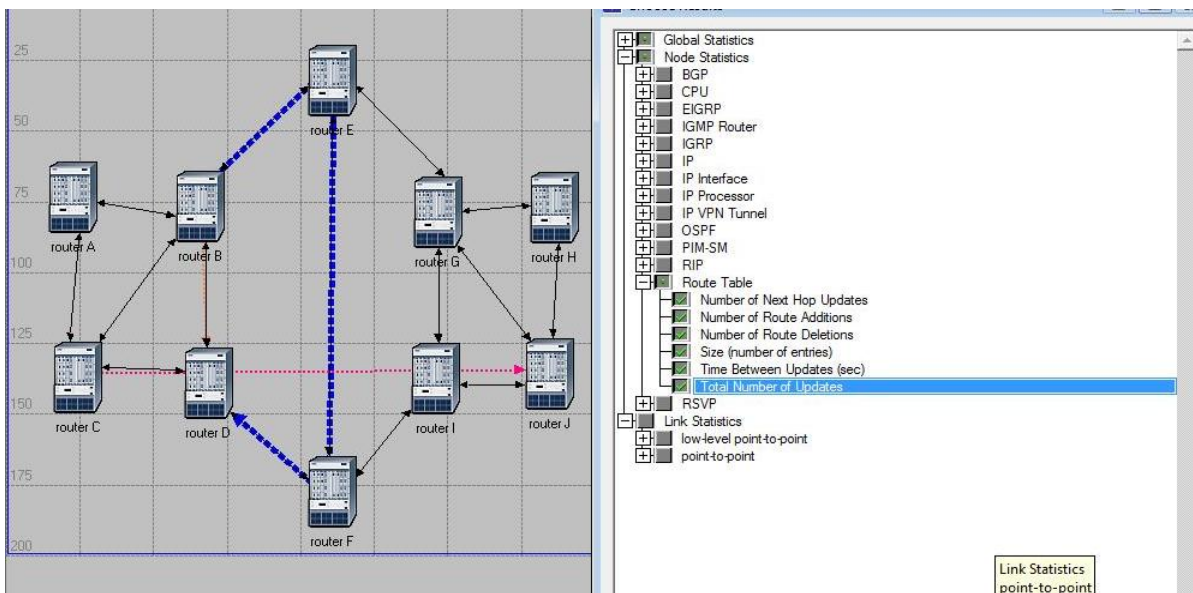 25
router E
50
75
router A
router B
router G
router H
100
125
router C
router D
router I
router J
150
175
router F
200
Global Statistics
Node Statistics
BGP
CPU
EIGRP
IGMP Router
IGRP
IP
IP Interface
IP Processor
IP VPN Tunnel
OSPF
PIM-SM
RIP
Route Table
Number of Next Hop Updates
Number of Route Additions
Number of Route Deletions
Size (number of entries)
Time Between Updates (sec)
Total Number of Updates
RSVP
Link Statistics
low-level point-to-point
point-to-point
Link Statistics
point-to-point